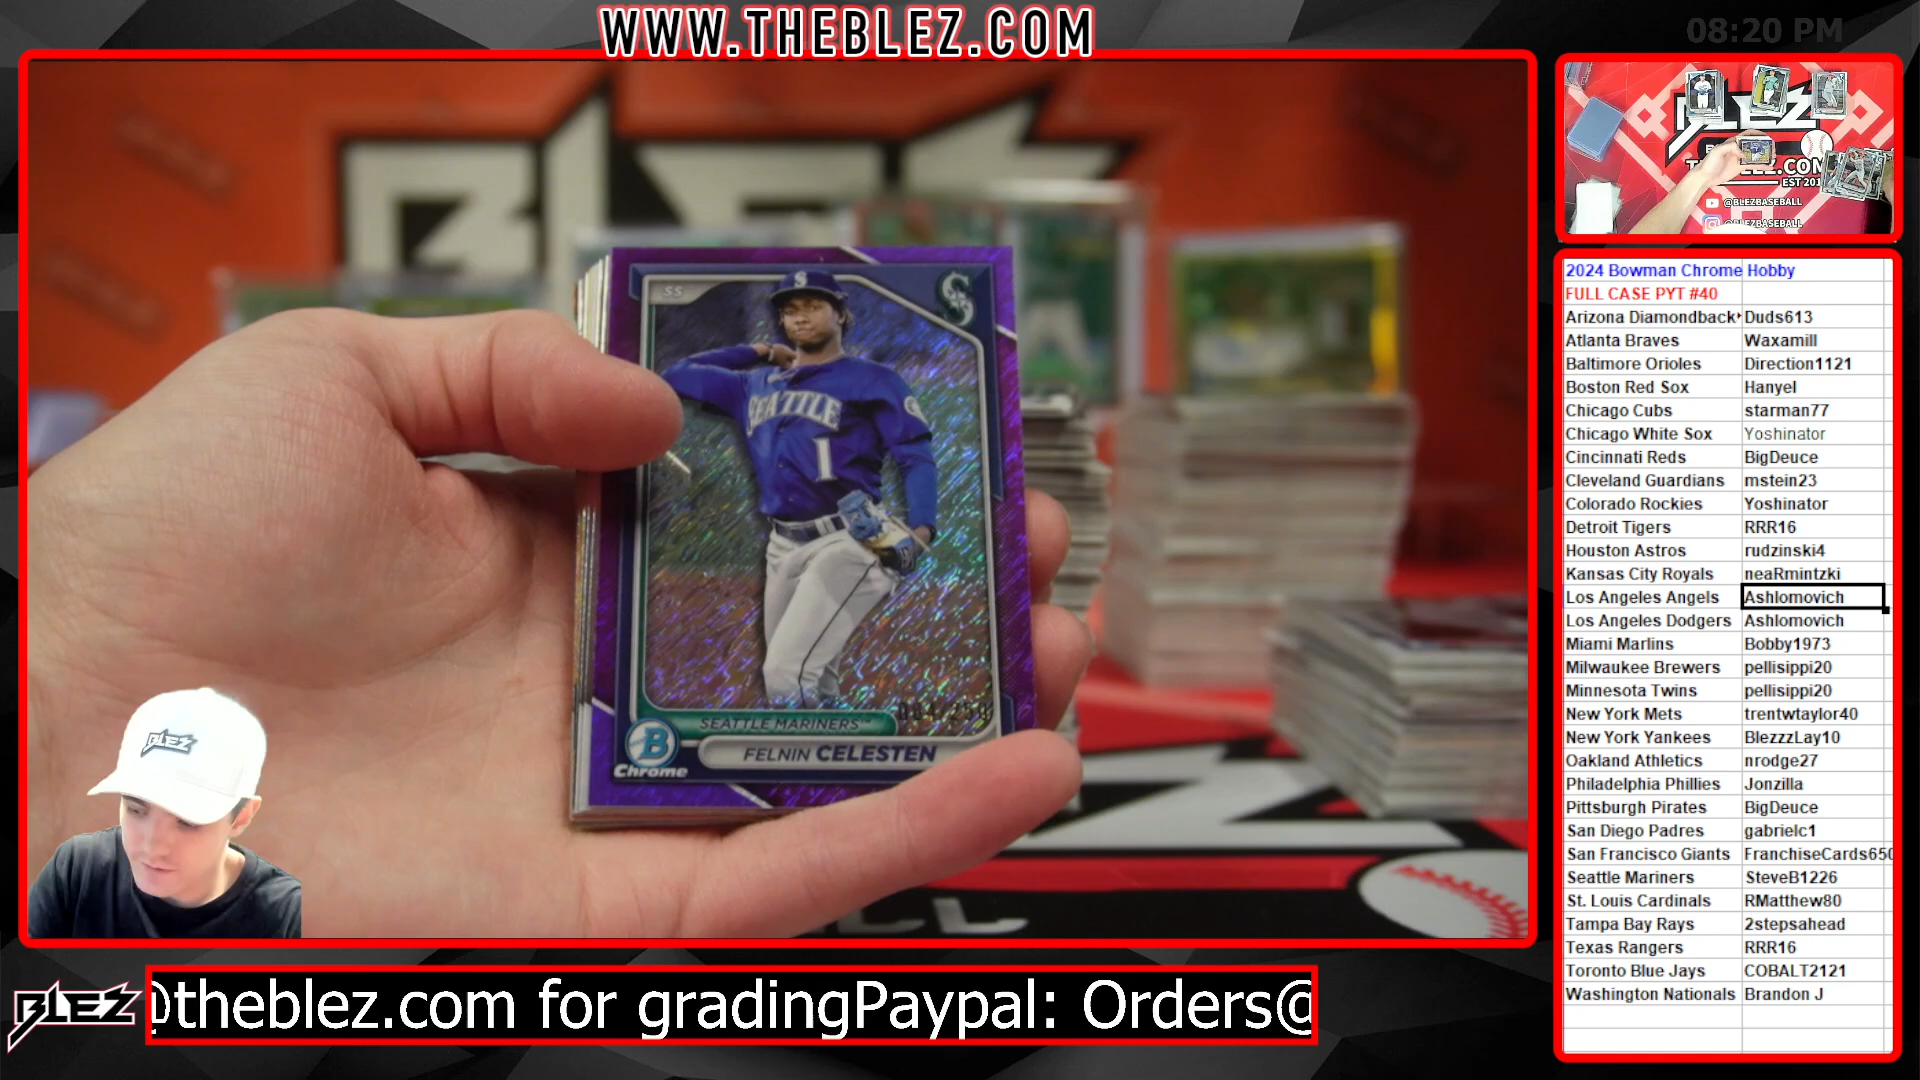 WWW.THEBLEZ.COM
08:20 PM
BLEZ
SS
S
SEATTLE
1
SEATTLE MARINERS™
FELNIN CELESTEN
B
Chrome
BLEZ
BLEZ
.COM
@BLEZBASEBALL
@BLEZBASEBALL
2024 Bowman Chrome Hobby
FULL CASE PYT #40
Arizona Diamondback Duds613
Atlanta Braves Waxamill
Baltimore Orioles Direction1121
Boston Red Sox Hanyel
Chicago Cubs starman77
Chicago White Sox Yoshinator
Cincinnati Reds BigDeuce
Cleveland Guardians mstein23
Colorado Rockies Yoshinator
Detroit Tigers RRR16
Houston Astros rudzinski4
Kansas City Royals neaRmintzki
Los Angeles Angels Ashlomovich
Los Angeles Dodgers Ashlomovich
Miami Marlins Bobby1973
Milwaukee Brewers pellisippi20
Minnesota Twins pellisippi20
New York Mets trentwtaylor40
New York Yankees BlezzzLay10
Oakland Athletics nrodge27
Philadelphia Phillies Jonzilla
Pittsburgh Pirates BigDeuce
San Diego Padres gabrielc1
San Francisco Giants FranchiseCards650
Seattle Mariners SteveB1226
St. Louis Cardinals RMatthew80
Tampa Bay Rays 2stepsahead
Texas Rangers RRR16
Toronto Blue Jays COBALT2121
Washington Nationals Brandon J
BLEZ
@theblez.com for gradingPaypal: Orders@